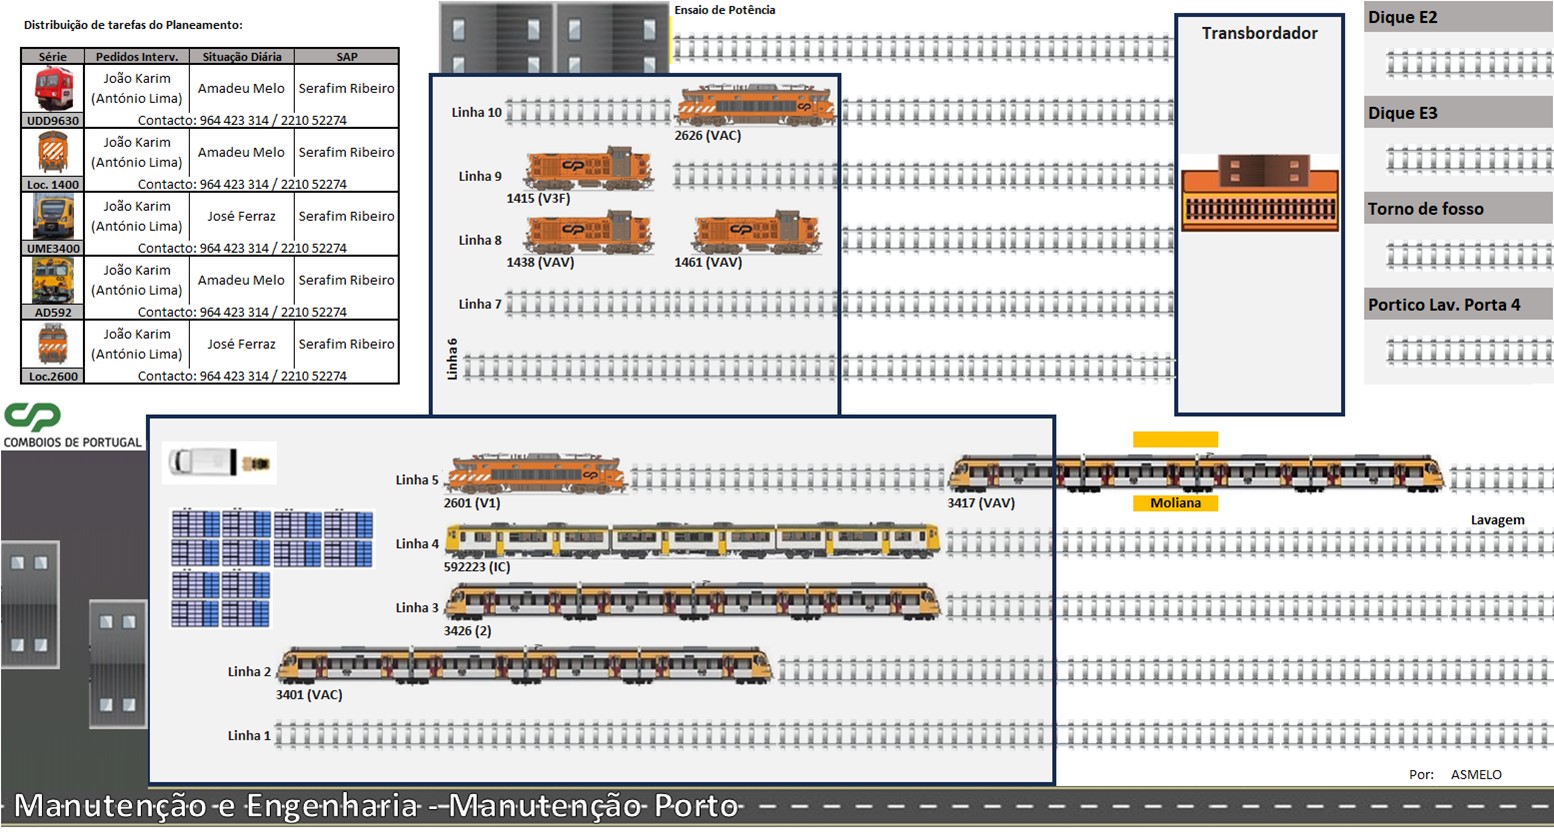 Distribuição de tarefas do Planeamento:
Série Pedidos Interv. Situação Diária SAP
João Karim
(António Lima) Amadeu Melo Serafim Ribeiro
UDD9630 Contacto: 964 423 314 / 2210 52274
João Karim
(António Lima) Amadeu Melo Serafim Ribeiro
Loc. 1400 Contacto: 964 423 314 / 2210 52274
João Karim
(António Lima) José Ferraz Serafim Ribeiro
UME3400 Contacto: 964 423 314 / 2210 52274
João Karim
(António Lima) Amadeu Melo Serafim Ribeiro
AD592 Contacto: 964 423 314 / 2210 52274
João Karim
(António Lima) José Ferraz Serafim Ribeiro
Loc.2600 Contacto: 964 423 314 / 2210 52274
CP
COMBOIOS DE PORTUGAL
Ensaio de Potência
Linha 10
2626 (VAC)
Linha 9
1415 (V3F)
Linha 8
1438 (VAV) 1461 (VAV)
Linha 7
Linha 6
Transbordador
Dique E2
Dique E3
Torno de fosso
Portico Lav. Porta 4
Linha 5
2601 (V1) 3417 (VAV) Moliana
Lavagem
Linha 4
592223 (IC)
Linha 3
3426 (2)
Linha 2
3401 (VAC)
Linha 1
Por: ASMELO
Manutenção e Engenharia - Manutenção Porto